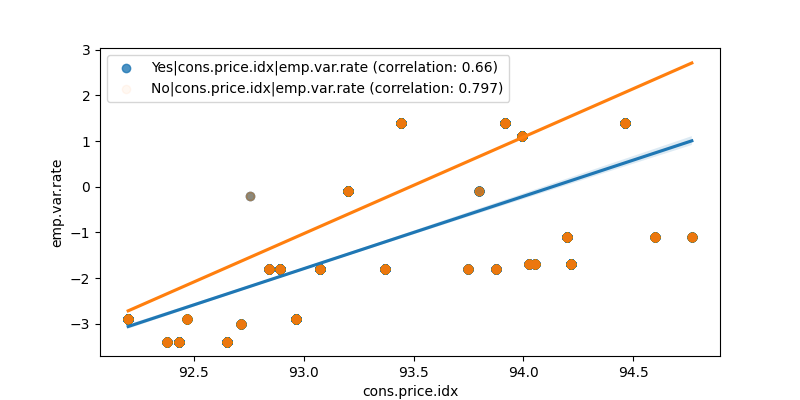 Yes|cons.price.idx|emp.var.rate (correlation: 0.66)
No|cons.price.idx|emp.var.rate (correlation: 0.797)
3
2
1
0
−1
−2
−3
emp.var.rate
92.5 93.0 93.5 94.0 94.5
cons.price.idx